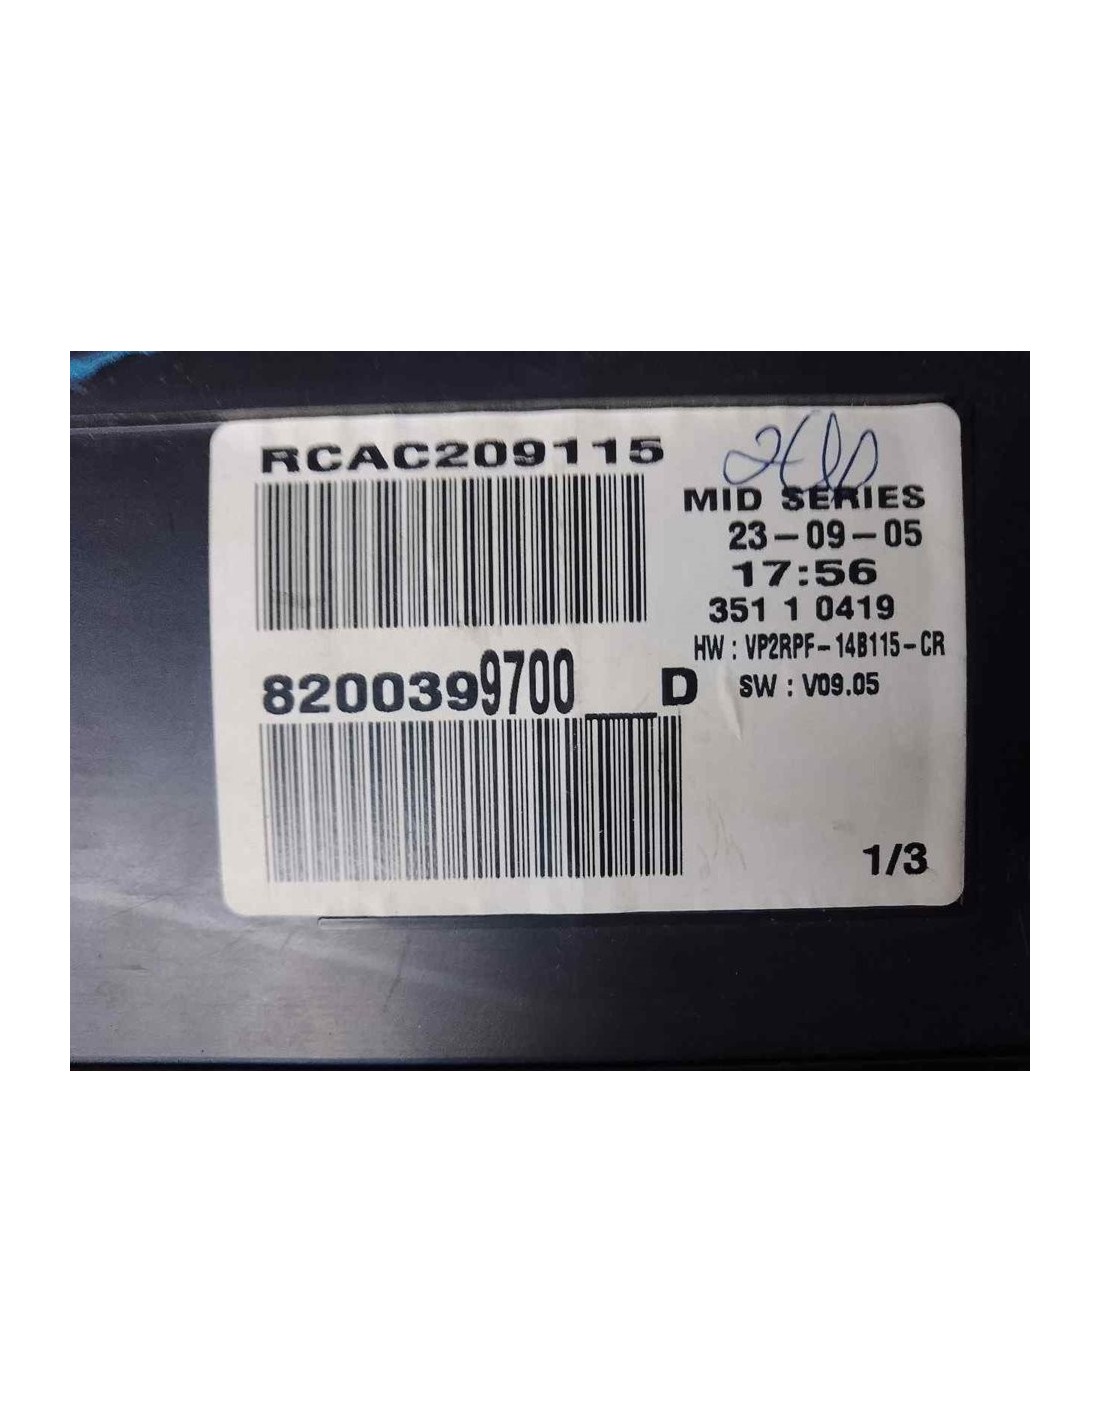 RCAC209115
MID SERIES
23-09-05
17:56
351 1 0419
HW : VP2RPF-14B115-CR
SW : V09.05
8200399700__D
1/3